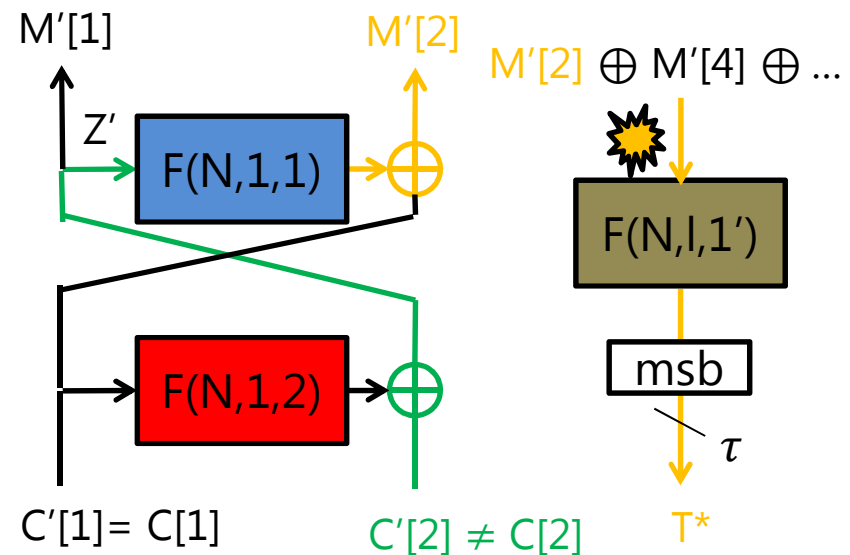 M'[1]
M'[2]
M'[2] ⊕ M'[4] ⊕ …
Z'
F(N,1,1)
F(N,l,1')
F(N,1,2)
msb
τ
C'[1]= C[1]
C'[2] ≠ C[2]
T*